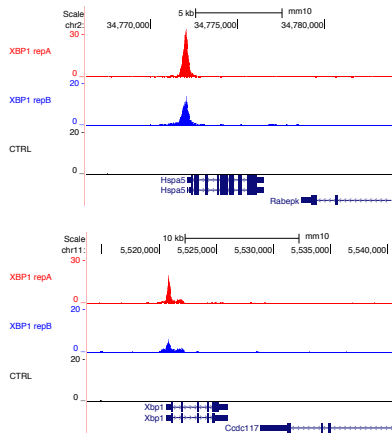 Scale 5 kb mm10
chr2: 34,770,000 34,775,000 34,780,000
30
XBP1 repA
0
20
XBP1 repB
0
20
CTRL
0
Hspa5
Hspa5
Rabepk
Scale 10 kb mm10
chr11: 5,520,000 5,525,000 5,530,000 5,535,000 5,540,000
30
XBP1 repA
0
20
XBP1 repB
0
20
CTRL
0
Xbp1
Xbp1
Ccdc117